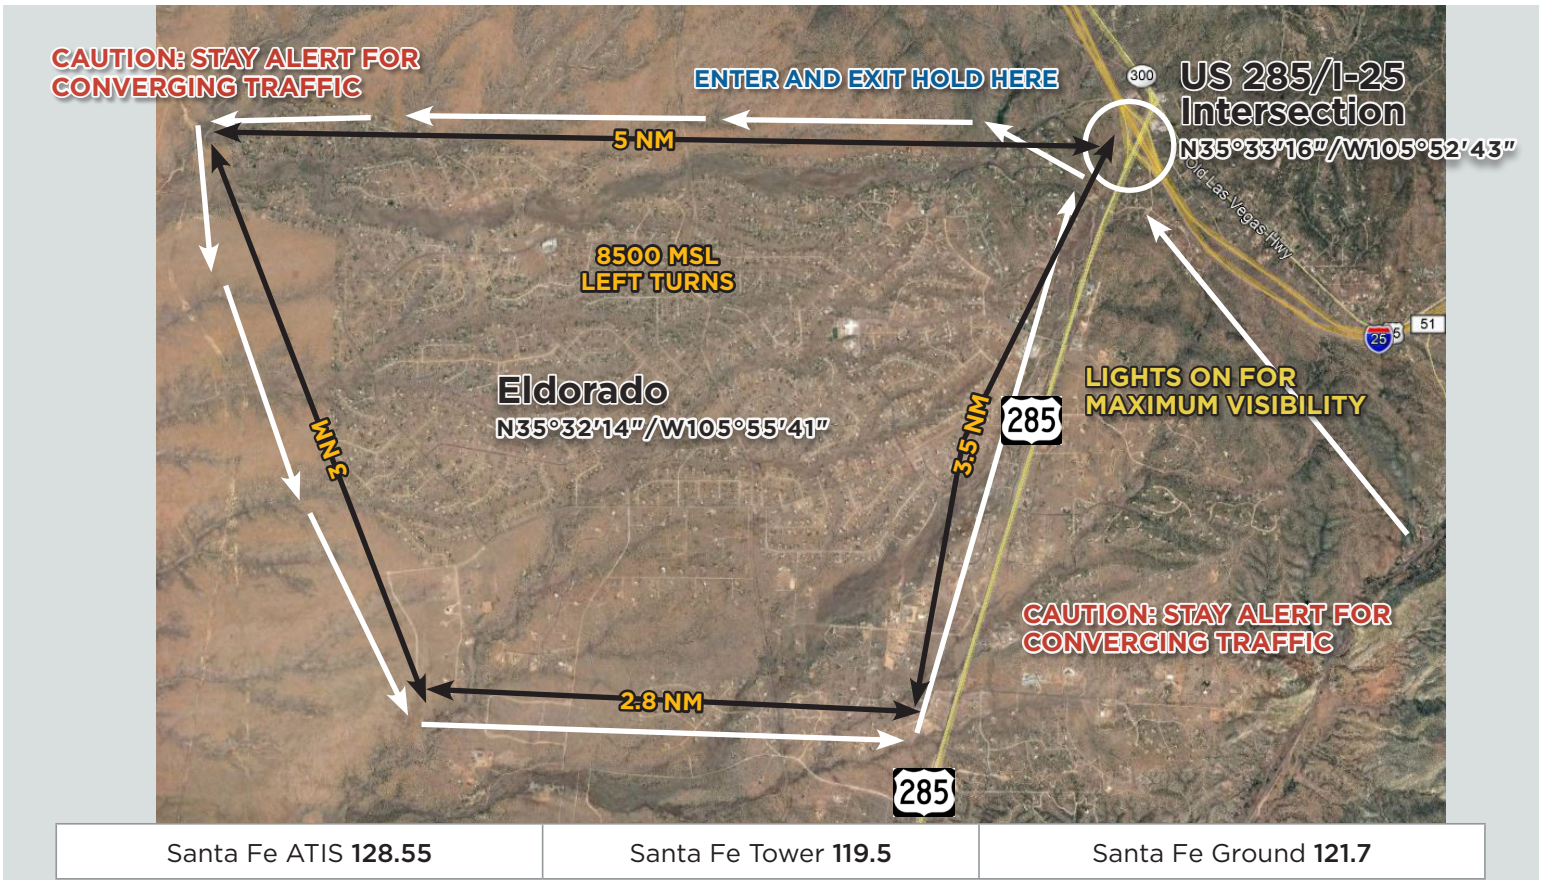 CAUTION: STAY ALERT FOR
CONVERGING TRAFFIC
ENTER AND EXIT HOLD HERE
300
US 285/I-25
Intersection
N35°33'16"/W105°52'43"
5 NM
Old Las Vegas Hwy
8500 MSL
LEFT TURNS
51
25
5
LIGHTS ON FOR
MAXIMUM VISIBILITY
Eldorado
N35°32'14"/W105°55'41"
285
3 NM
3.5 NM
CAUTION: STAY ALERT FOR
CONVERGING TRAFFIC
2.8 NM
285
Santa Fe ATIS 128.55
Santa Fe Tower 119.5
Santa Fe Ground 121.7